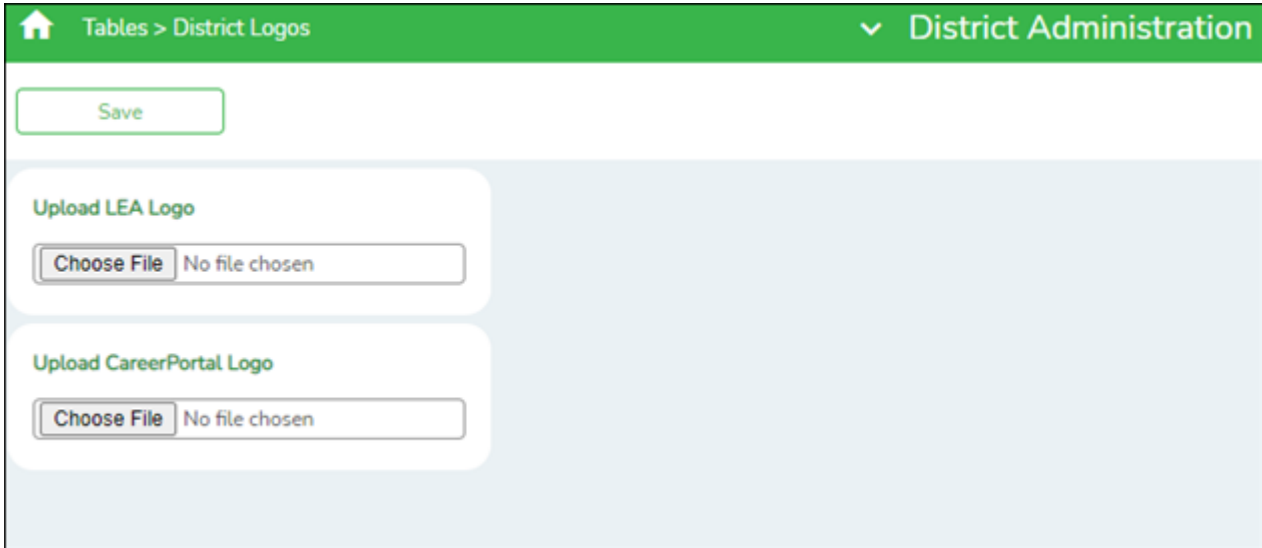 Tables > District Logos
District Administration
Save
Upload LEA Logo
Choose File No file chosen
Upload CareerPortal Logo
Choose File No file chosen